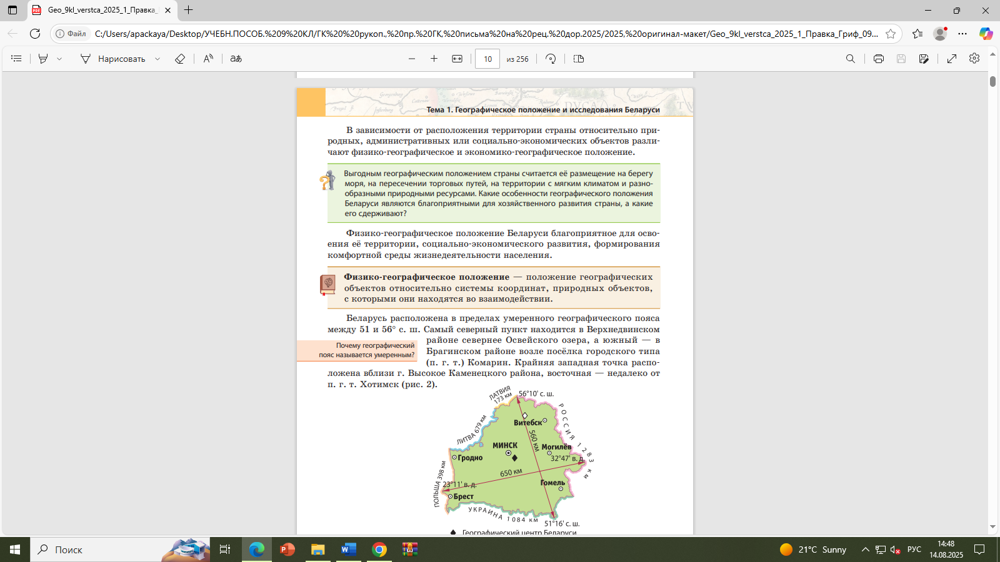 Geo_9kl_verstca_2025_1_Правка_
Файл
C:/Users/apackaya/Desktop/УЧЕБН.ПОСОБ.%209%20КЛ/ГК%20%20рукоп.,%20пр.%20ГК,%20письма%20на%20рец.%20дор.2025/2025,%20оригинал-макет/Geo_9kl_verstca_2025_1_Правка_Гриф_09...
Нарисовать
10 из 256
Тема 1. Географическое положение и исследования Беларуси
В зависимости от расположения территории страны относительно при-
родных, административных или социально-экономических объектов разли-
чают физико-географическое и экономико-географическое положение.
Выгодным географическим положением страны считается её размещение на берегу
моря, на пересечении торговых путей, на территории с мягким климатом и разно-
образными природными ресурсами. Какие особенности географического положения
Беларуси являются благоприятными для хозяйственного развития страны, а какие
его сдерживают?
Физико-географическое положение Беларуси благоприятное для осво-
ения её территории, социально-экономического развития, формирования
комфортной среды жизнедеятельности населения.
Физико-географическое положение — положение географических
объектов относительно системы координат, природных объектов,
с которыми они находятся во взаимодействии.
Беларусь расположена в пределах умеренного географического пояса
между 51 и 56° с. ш. Самый северный пункт находится в Верхнедвинском
районе севернее Освейского озера, а южный — в
Брагинском районе возле посёлка городского типа
(п. г. т.) Комарин. Крайняя западная точка распо-
Почему географический
пояс называется умеренным?
ложена вблизи г. Высокое Каменецкого района, восточная — недалеко от
п. г. т. Хотимск (рис. 2).
ЛАТВИЯ
173 км
56°10' с. ш.
РОССИЯ 1283 км
ЛИТВА 679 км
Витебск
560 км
МИНСК
Могилёв
Гродно
32°47' в. д.
650 км
ПОЛЬША 398 км
23°11' в. д.
Гомель
Брест
УКРАИНА 1084 км
51°16' с. ш.
Географический центр Беларуси
Поиск
21°C Sunny
РУС
14:48
14.08.2025